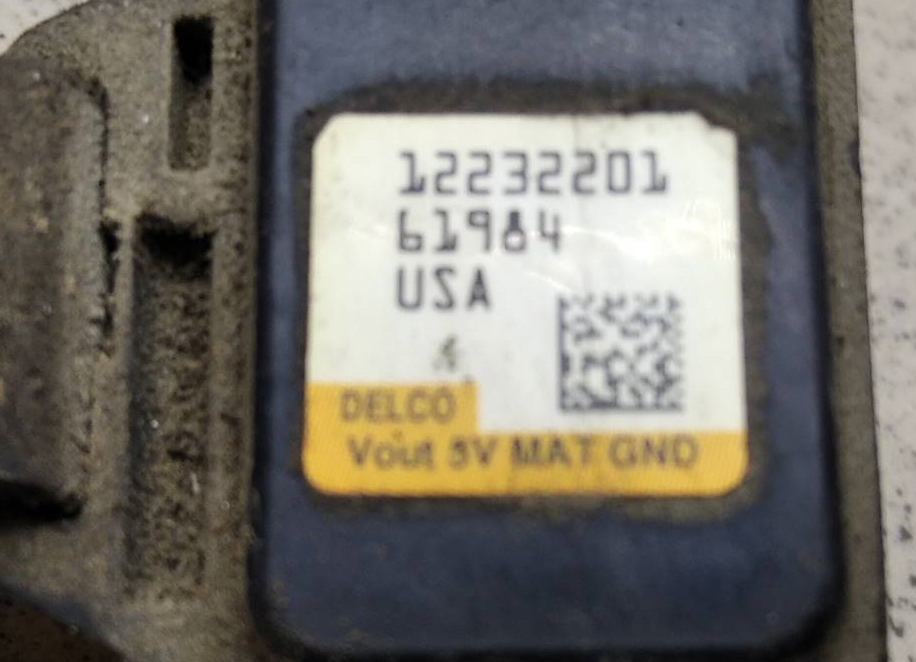 12232201
61984
USA
DELCO
Vout 5V MAT GND